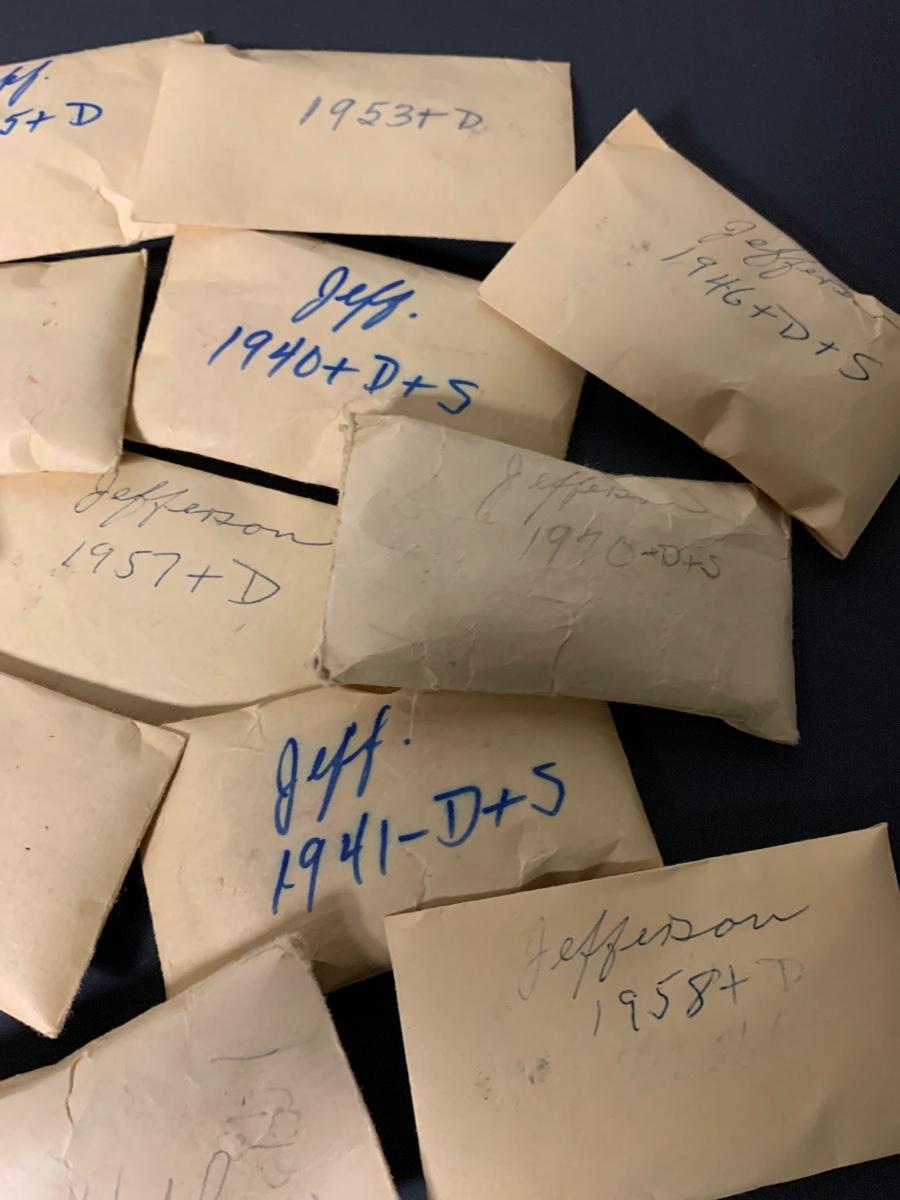 5+D
1953+D
Jefferson
1946+D+S
Jeff.
1940+D+S
Jefferson
1957+D
Jefferson
1970-D+S
Jeff.
1941-D+S
Jefferson
1958+D